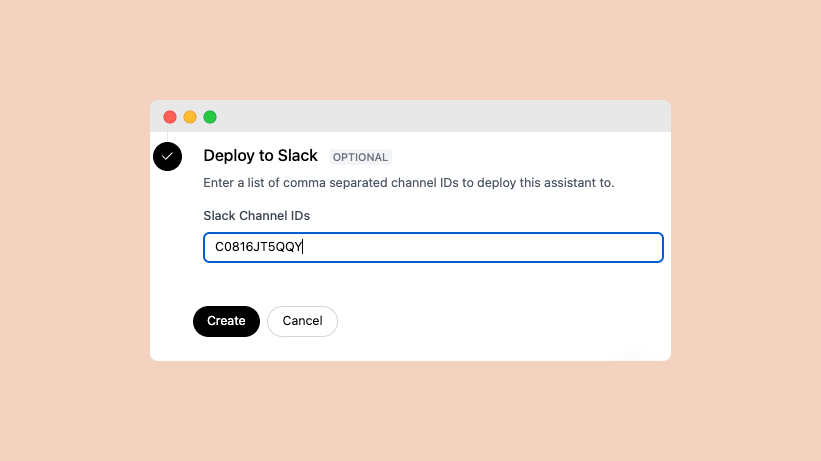 Deploy to Slack OPTIONAL
Enter a list of comma separated channel IDs to deploy this assistant to.
Slack Channel IDs
C0816JT5QQY
Create Cancel